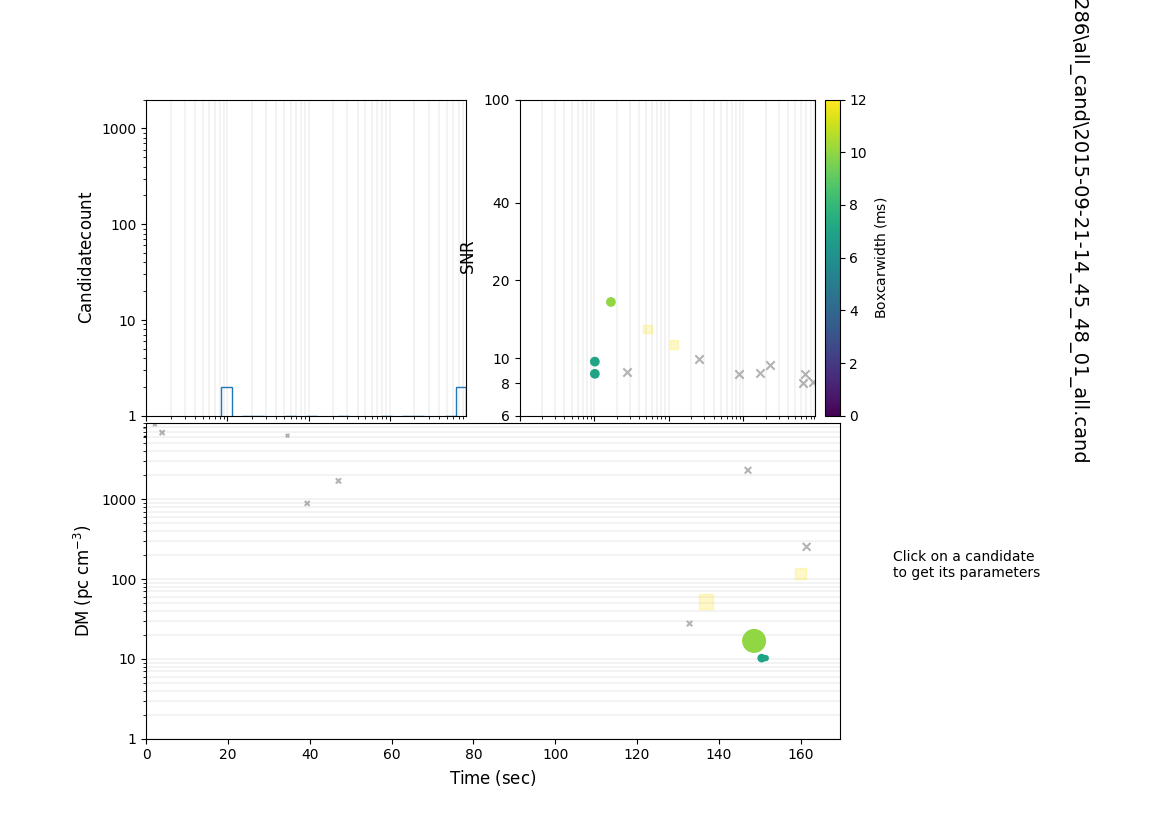 1000
100
10
1
Candidatecount
100
40
20
10
8
6
SNR
12
10
8
6
4
2
0
Boxcarwidth (ms)
286\all_cand\2015-09-21-14_45_48_01_all.cand
1000
100
10
1
DM (pc cm⁻³)
0 20 40 60 80 100 120 140 160
Time (sec)
Click on a candidate
to get its parameters